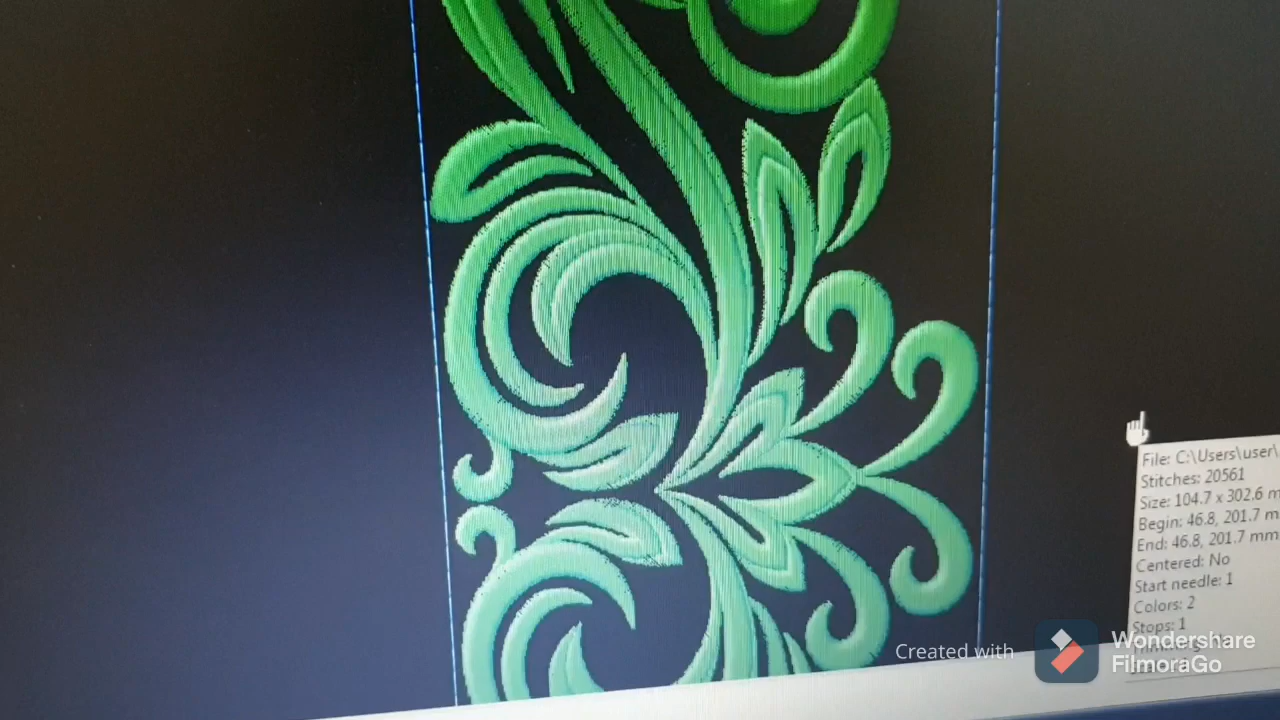 File: C:\Users\user\
Stitches: 20561
Size: 104.7 x 302.6 m
Begin: 46.8, 201.7 m
End: 46.8, 201.7 mm
Centered: No
Start needle: 1
Colors: 2
Stops: 1
Created with
Wondershare
FilmoraGo